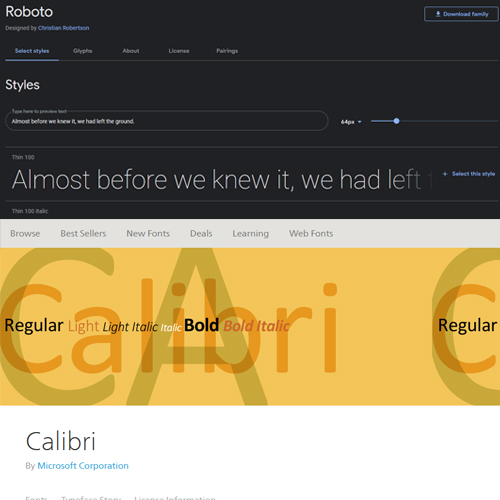 Roboto
Download family
Designed by Christian Robertson
Select styles Glyphs About License Pairings
Styles
Type here to preview text
Almost before we knew it, we had left the ground.
64px
Thin 100
Almost before we knew it, we had left
Select this style
Thin 100 Italic
Browse Best Sellers New Fonts Deals Learning Web Fonts
CA
Calibri
Regular Light Light Italic Italic Bold Bold Italic
C
Regular
Calibri
By Microsoft Corporation
Fonts Typeface Story License Information